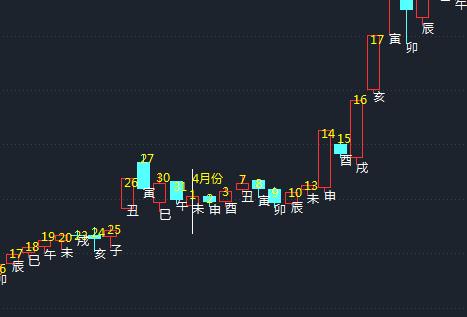 午
辰
寅
17
卯
亥
16
14
15
酉
戌
27
4月份
26
30
31
7
8
13
寅
1
2
3
9
10
丑
巳
午
未
申
酉
丑
寅
卯
辰
未
申
25
24
20
19
18
17
子
亥
戌
未
午
巳
辰
6
卯